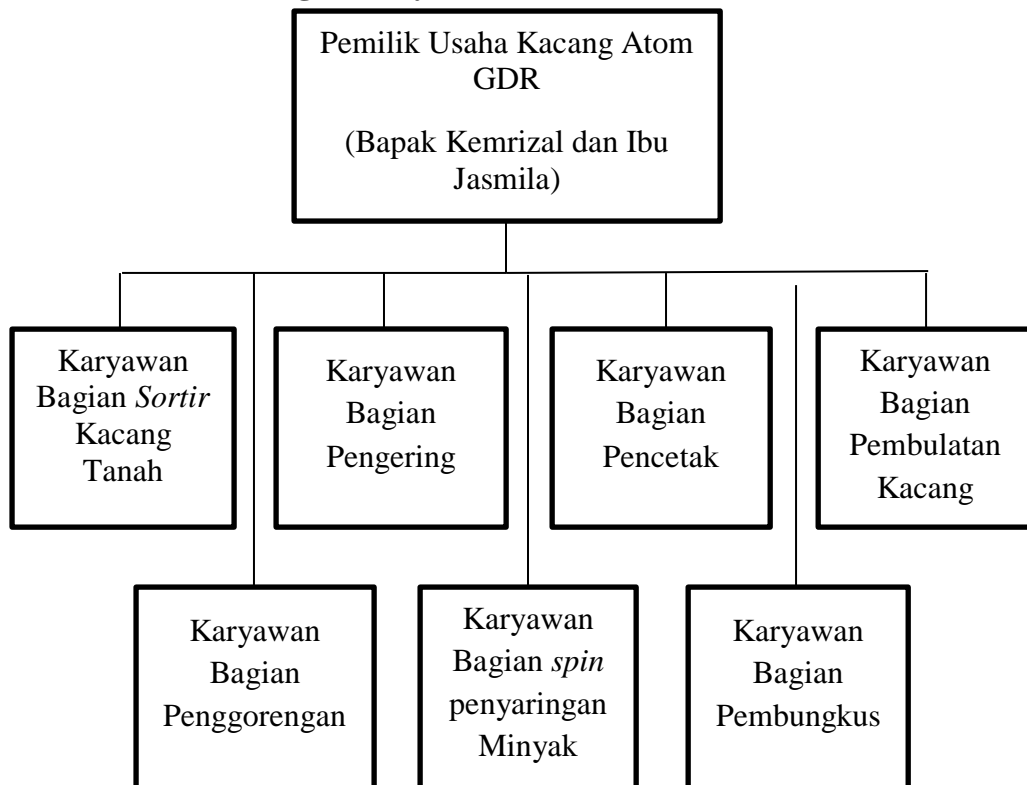 Pemilik Usaha Kacang Atom
GDR
(Bapak Kemrizal dan Ibu
Jasmila)
Karyawan
Bagian Sortir
Kacang
Tanah
Karyawan
Bagian
Pengering
Karyawan
Bagian
Pencetak
Karyawan
Bagian
Pembulatan
Kacang
Karyawan
Bagian
Penggorengan
Karyawan
Bagian spin
penyaringan
Minyak
Karyawan
Bagian
Pembungkus